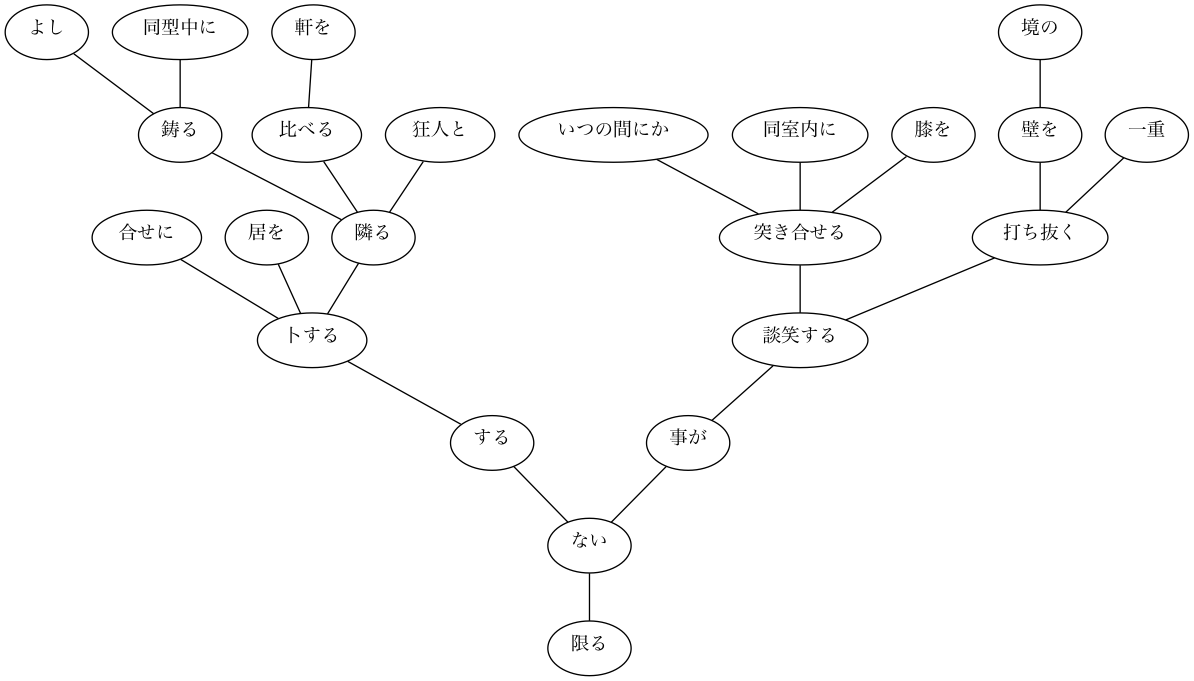 よし
同型中に
軒を
境の
鋳る
比べる
狂人と
いつの間にか
同室内に
膝を
壁を
一重
合せに
居を
隣る
突き合せる
打ち抜く
卜する
談笑する
する
事が
ない
限る